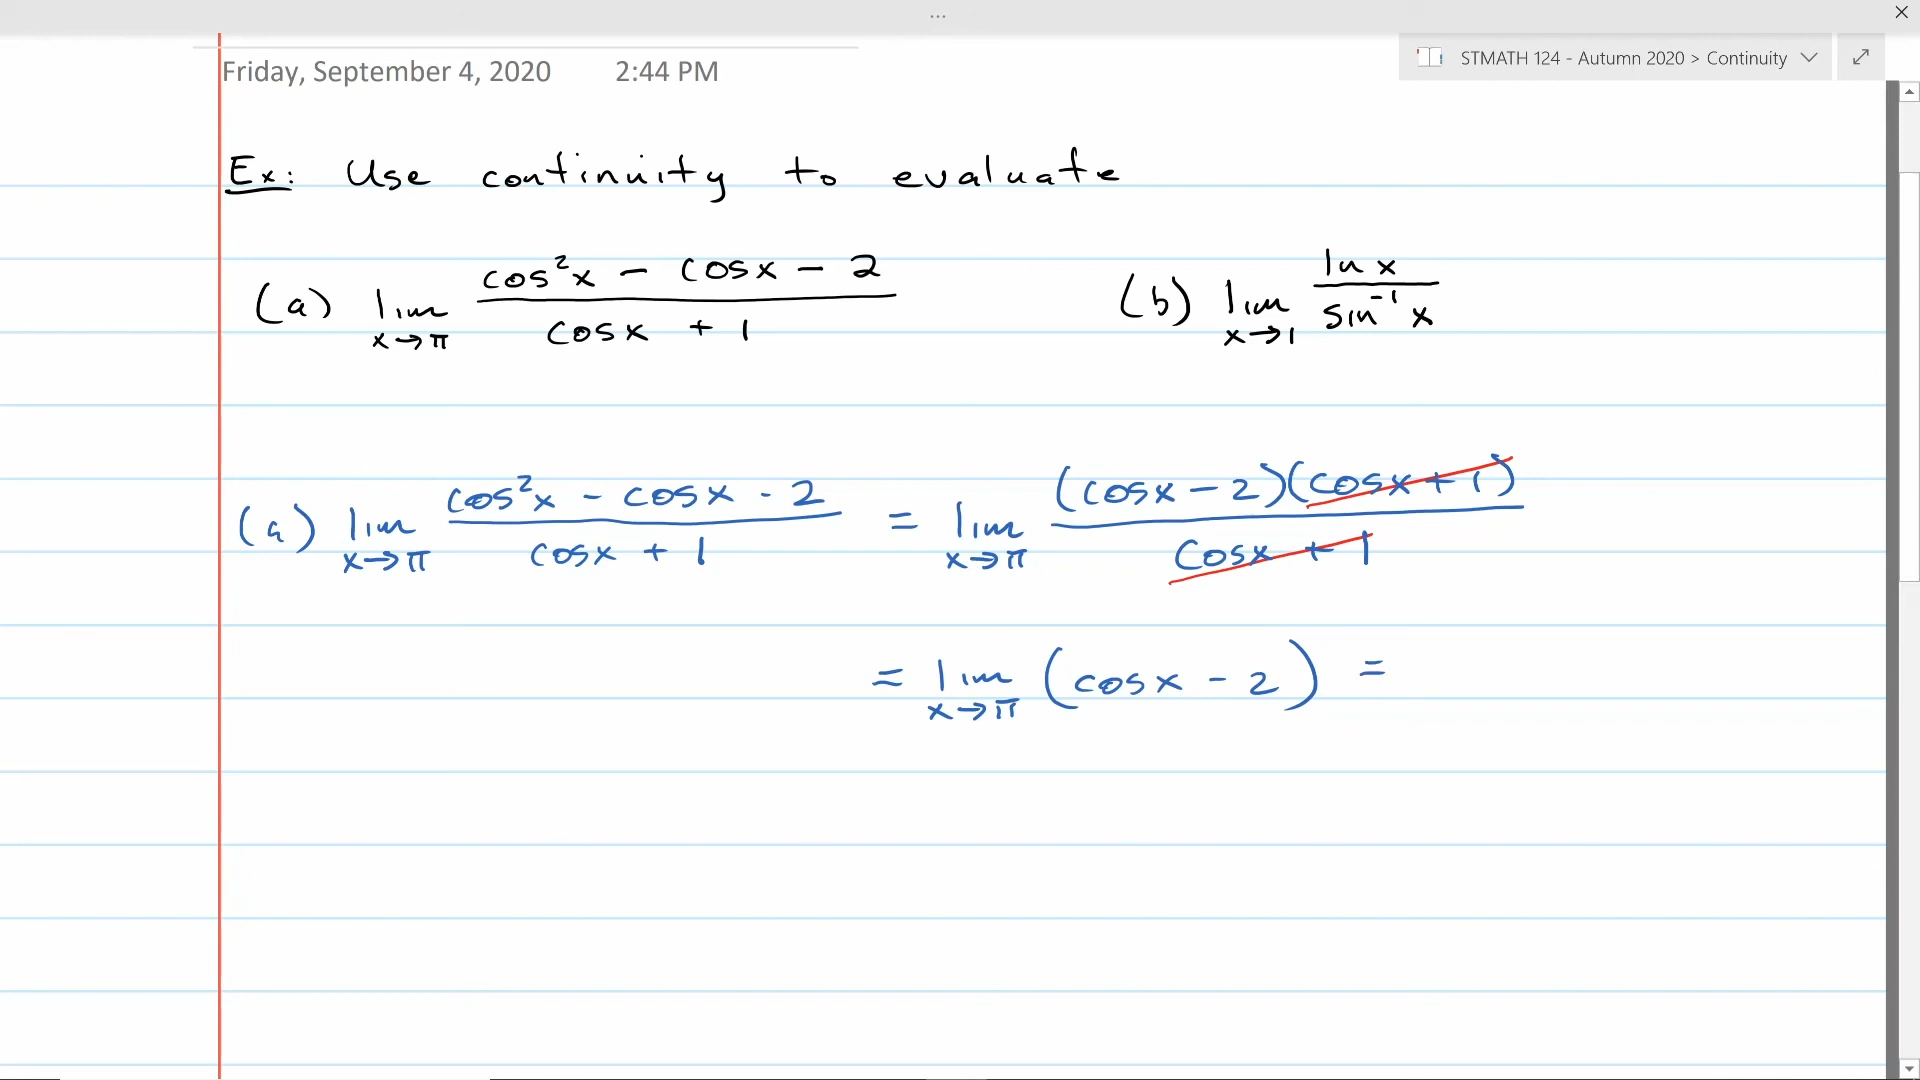 STMATH 124 - Autumn 2020 > Continuity
Friday, September 4, 2020 2:44 PM
Ex: Use continuity to evaluate
(a) lim x→π (cos²x - cosx - 2)/(cosx + 1) (b) lim x→1 (ln x)/(sin⁻¹ x)
(a) lim x→π (cos²x - cosx - 2)/(cosx + 1) = lim x→π ((cosx - 2)(cosx + 1))/(cosx + 1)
= lim x→π (cosx - 2) =